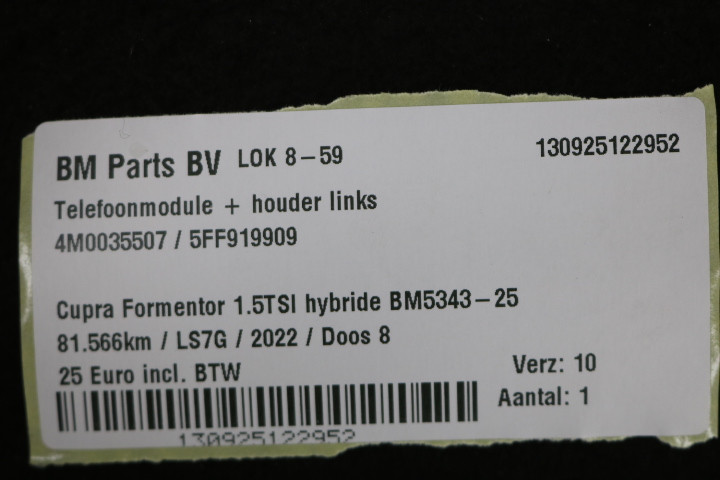 BM Parts BV LOK 8-59 130925122952
Telefoonmodule + houder links
4M0035507 / 5FF919909
Cupra Formentor 1.5TSI hybride BM5343-25
81.566km / LS7G / 2022 / Doos 8
25 Euro incl. BTW Verz: 10
Aantal: 1
130925122952